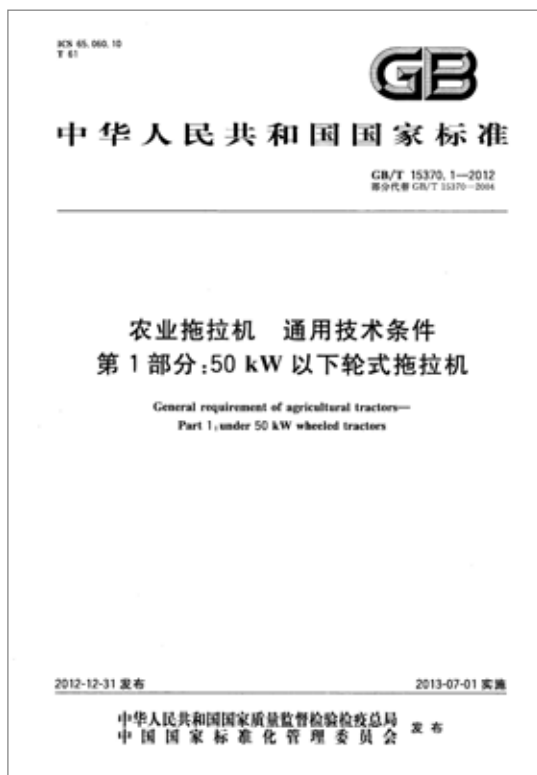 ICS 65.060.10
T 61
GB
中华人民共和国国家标准
GB/T 15370.1—2012
部分代替 GB/T 15370—2004
农业拖拉机 通用技术条件
第1部分:50 kW以下轮式拖拉机
General requirement of agricultural tractors—
Part 1:under 50 kW wheeled tractors
2012-12-31 发布
2013-07-01 实施
中华人民共和国国家质量监督检验检疫总局
中国国家标准化管理委员会
发布